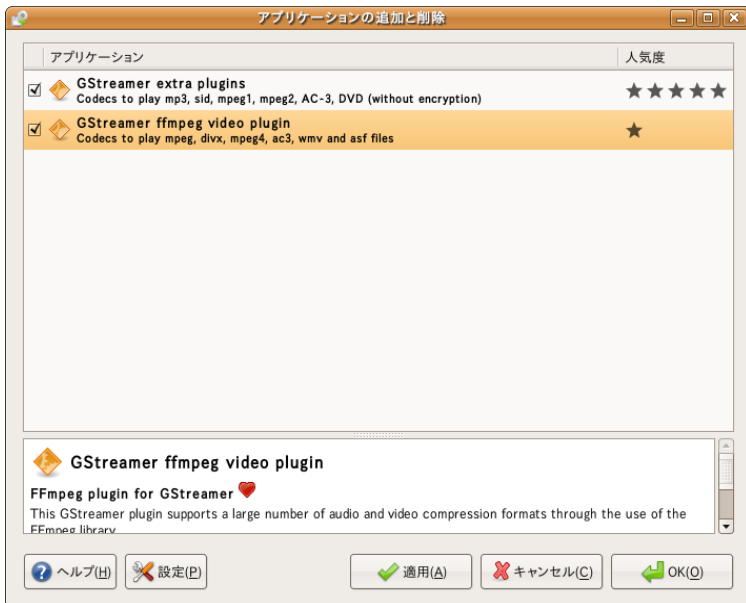 アプリケーションの追加と削除
アプリケーション 人気度
GStreamer extra plugins
Codecs to play mp3, sid, mpeg1, mpeg2, AC-3, DVD (without encryption)
GStreamer ffmpeg video plugin
Codecs to play mpeg, divx, mpeg4, ac3, wmv and asf files
GStreamer ffmpeg video plugin
FFmpeg plugin for GStreamer
This GStreamer plugin supports a large number of audio and video compression formats through the use of the
FFmpeg library
ヘルプ(H) 設定(P) 適用(A) キャンセル(C) OK(O)